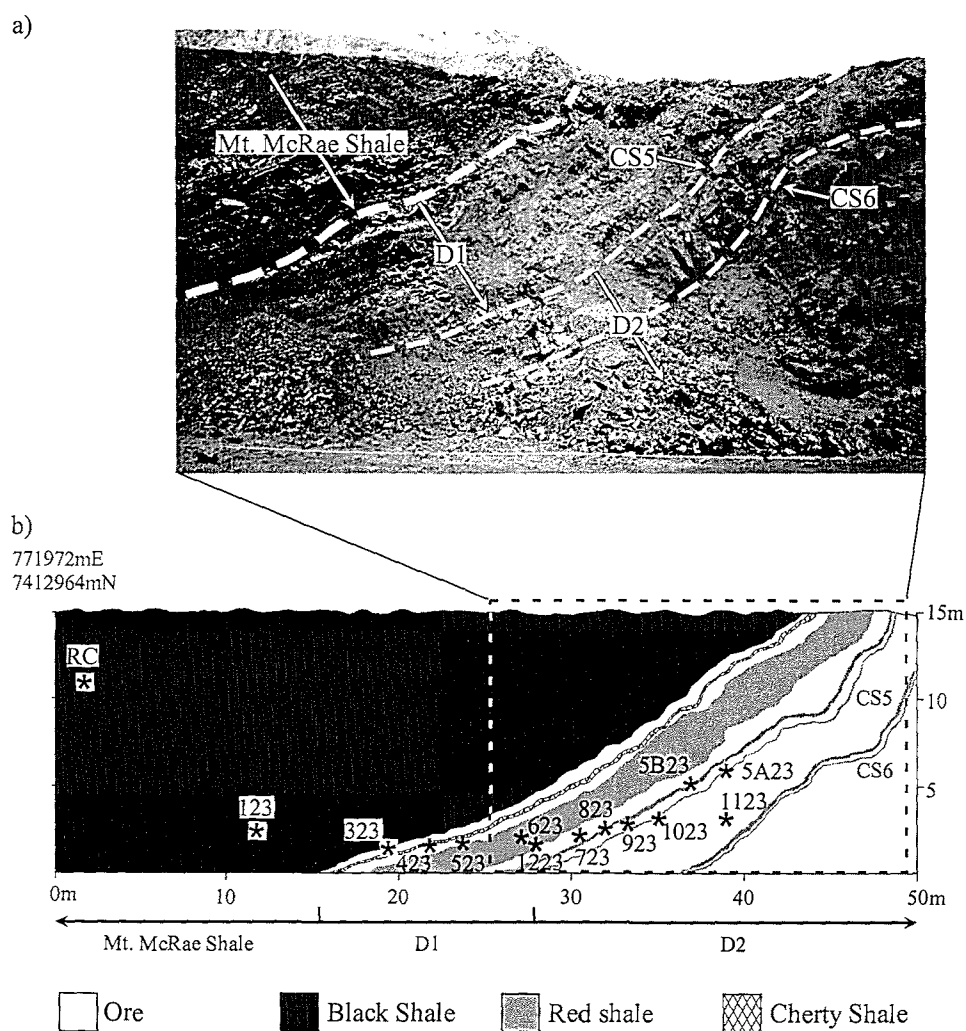 a)
Mt. McRae Shale
CS5
CS6
D1
D2
b)
771972mE
7412964mN
15m
RC
10
CS5
5B23
5A23
CS6
5
123
823
1123
323
623
1023
923
423
523
723
1223
0m 10 20 30 40 50m
Mt. McRae Shale D1 D2
Ore Black Shale Red shale Cherty Shale